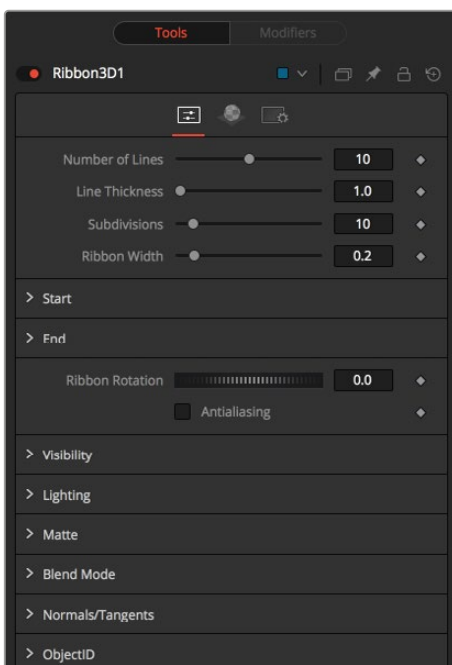 Tools Modifiers
Ribbon3D1
Number of Lines 10
Line Thickness 1.0
Subdivisions 10
Ribbon Width 0.2
Start
End
Ribbon Rotation 0.0
Antialiasing
Visibility
Lighting
Matte
Blend Mode
Normals/Tangents
ObjectID